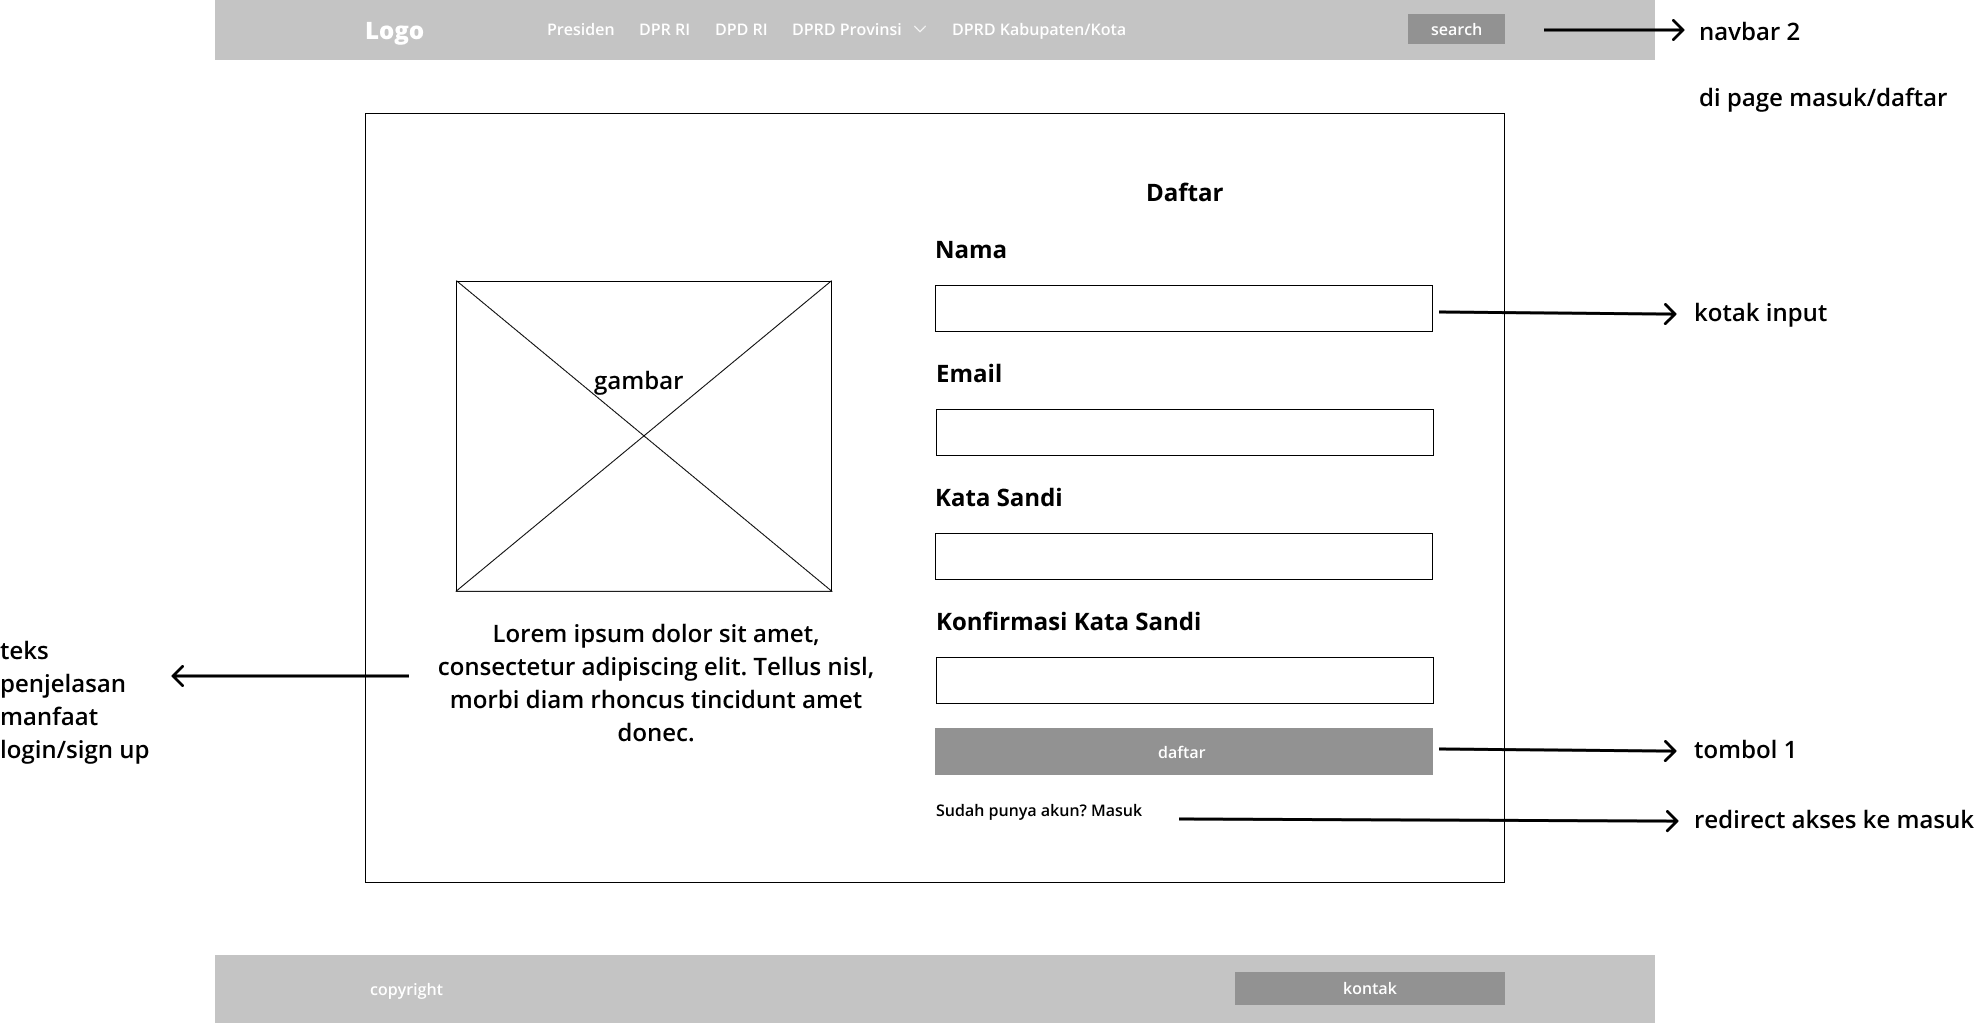 Logo
Presiden
DPR RI
DPD RI
DPRD Provinsi
DPRD Kabupaten/Kota
search
navbar 2
di page masuk/daftar
Daftar
Nama
kotak input
gambar
Email
Kata Sandi
Konfirmasi Kata Sandi
Lorem ipsum dolor sit amet,
consectetur adipiscing elit. Tellus nisl,
morbi diam rhoncus tincidunt amet
donec.
teks
penjelasan
manfaat
login/sign up
daftar
tombol 1
Sudah punya akun? Masuk
redirect akses ke masuk
copyright
kontak